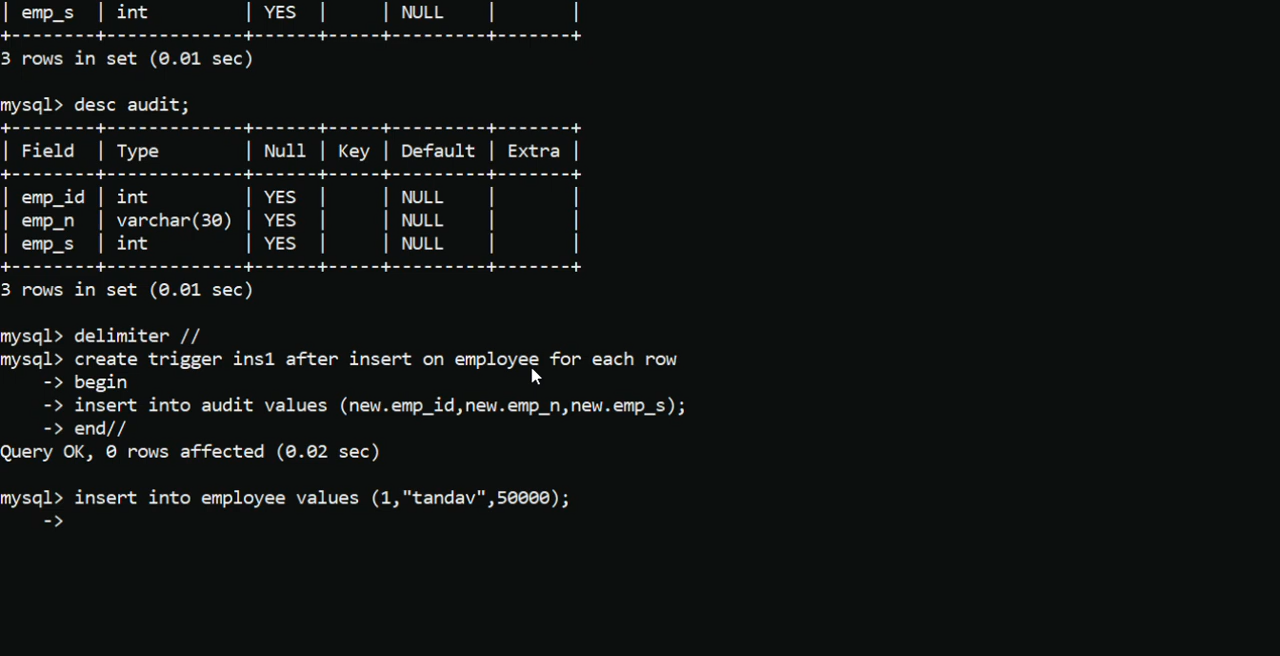 | emp_s  | int         | YES  |     | NULL    |       |
+--------+-------------+------+-----+---------+-------+
3 rows in set (0.01 sec)
mysql> desc audit;
+--------+-------------+------+-----+---------+-------+
| Field  | Type        | Null | Key | Default | Extra |
+--------+-------------+------+-----+---------+-------+
| emp_id | int         | YES  |     | NULL    |       |
| emp_n  | varchar(30) | YES  |     | NULL    |       |
| emp_s  | int         | YES  |     | NULL    |       |
+--------+-------------+------+-----+---------+-------+
3 rows in set (0.01 sec)
mysql> delimiter //
mysql> create trigger ins1 after insert on employee for each row
    -> begin
    -> insert into audit values (new.emp_id,new.emp_n,new.emp_s);
    -> end//
Query OK, 0 rows affected (0.02 sec)
mysql> insert into employee values (1,"tandav",50000);
    ->